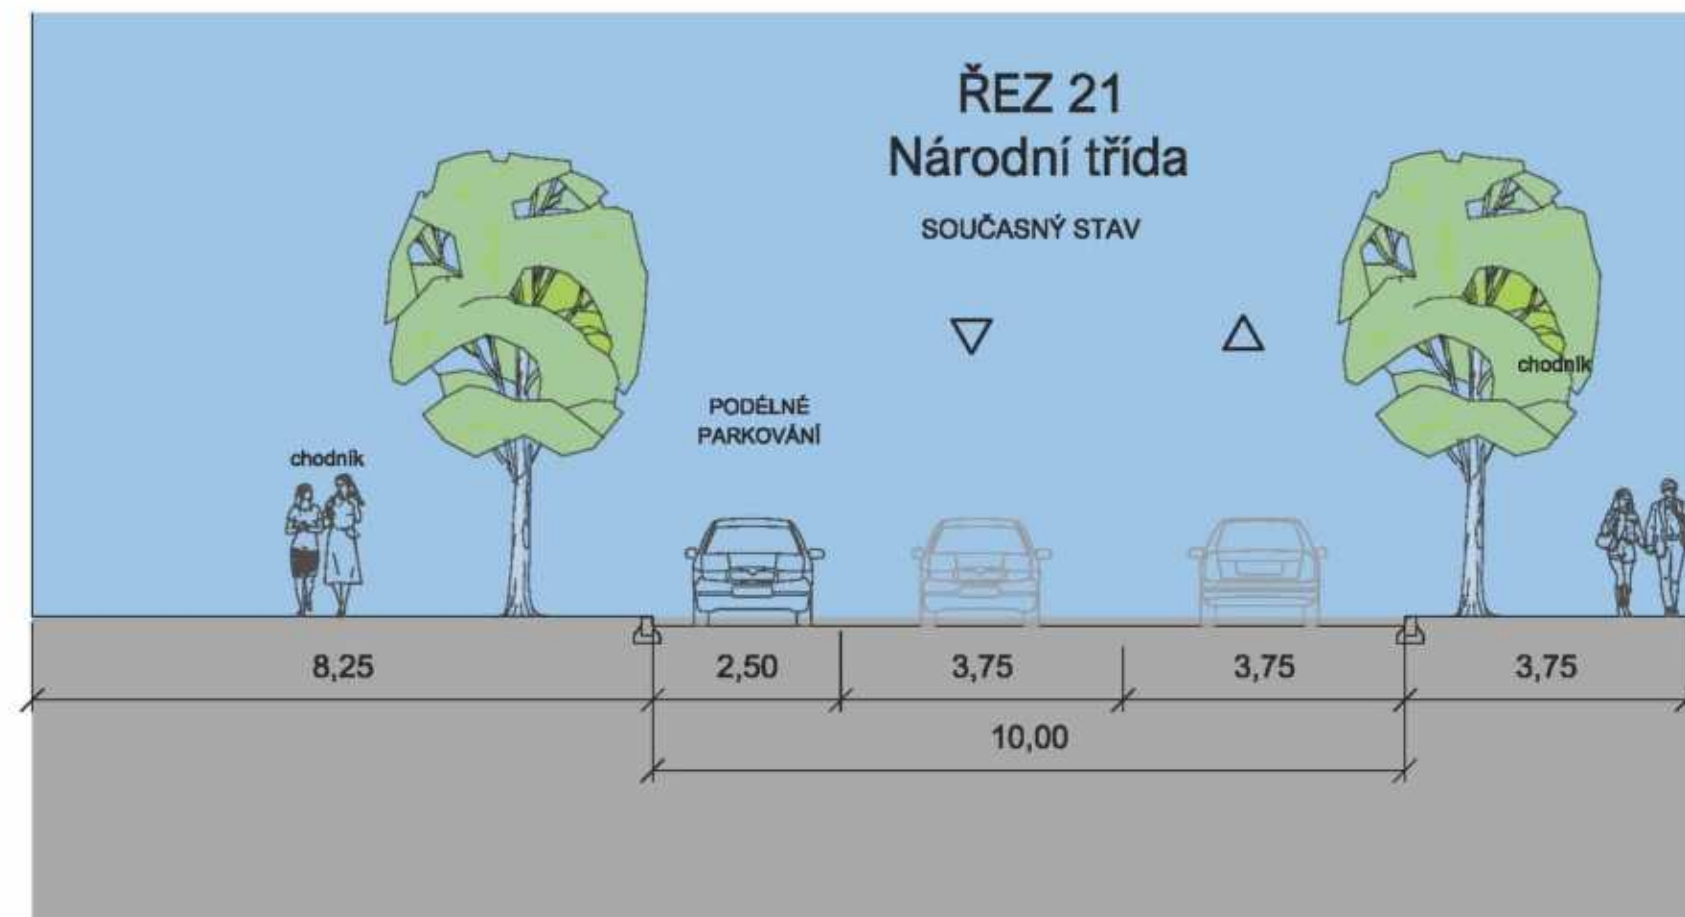 ŘEZ 21
Národní třída
SOUČASNÝ STAV
chodník
PODÉLNÉ
PARKOVÁNÍ
chodník
8,25
2,50
3,75
3,75
3,75
10,00